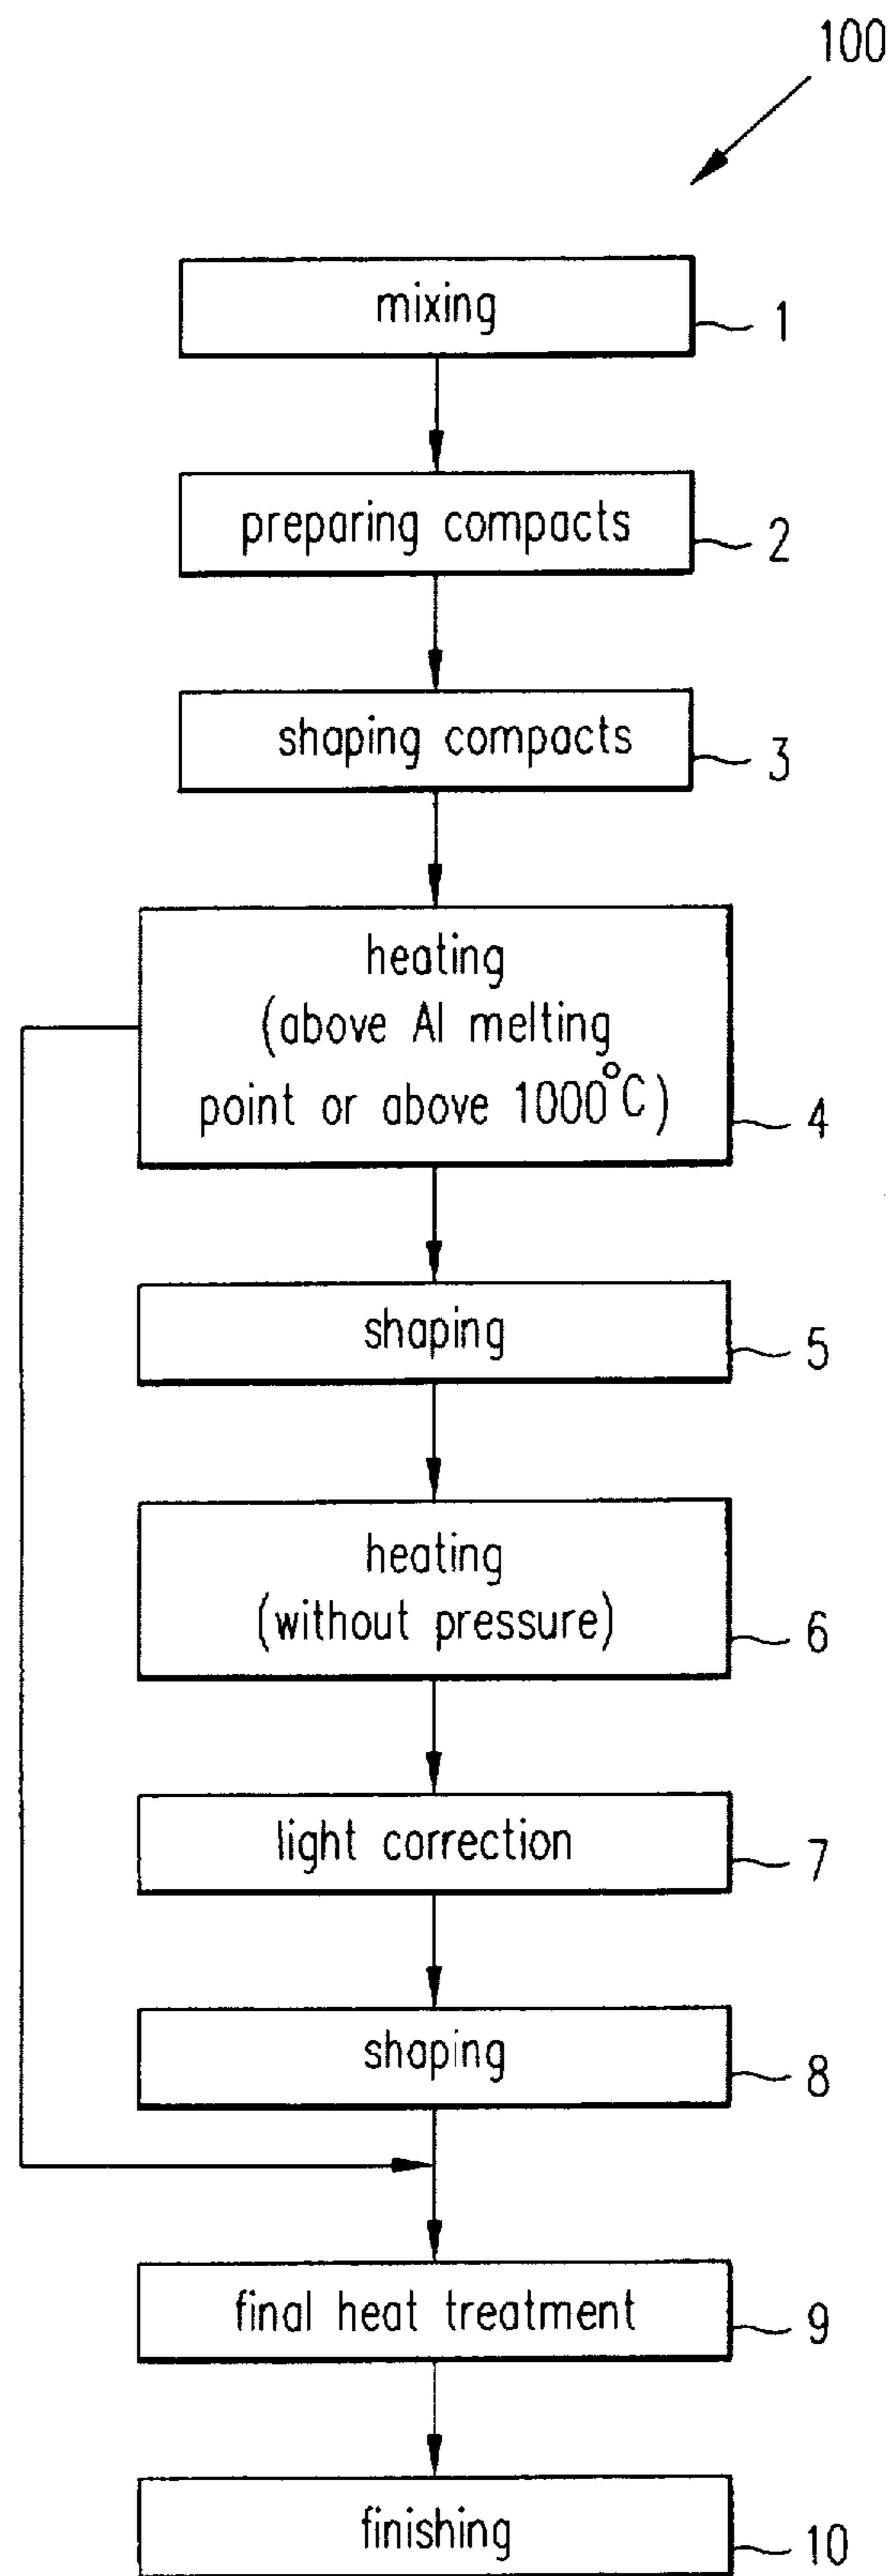 100
mixing
1
preparing compacts
2
shaping compacts
3
heating
(above Al melting
point or above 1000°C)
4
shaping
5
heating
(without pressure)
6
light correction
7
shaping
8
final heat treatment
9
finishing
10